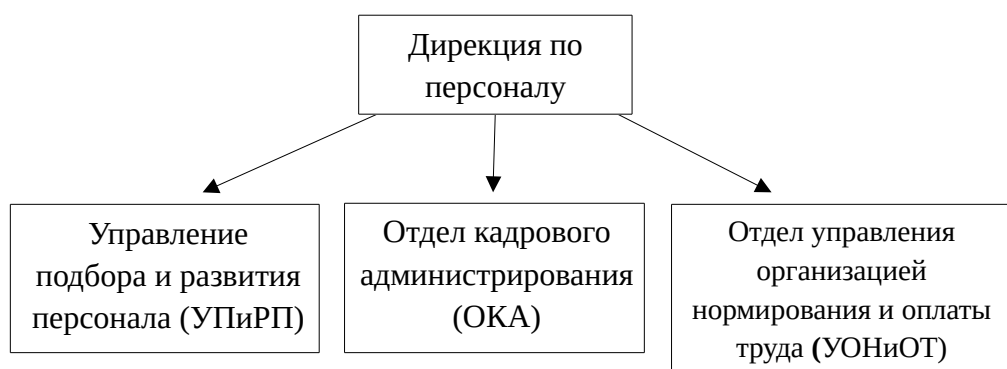 Дирекция по
персоналу
Управление
подбора и развития
персонала (УПиРП)
Отдел кадрового
администрирования
(ОКА)
Отдел управления
организацией
нормирования и оплаты
труда (УОНиОТ)